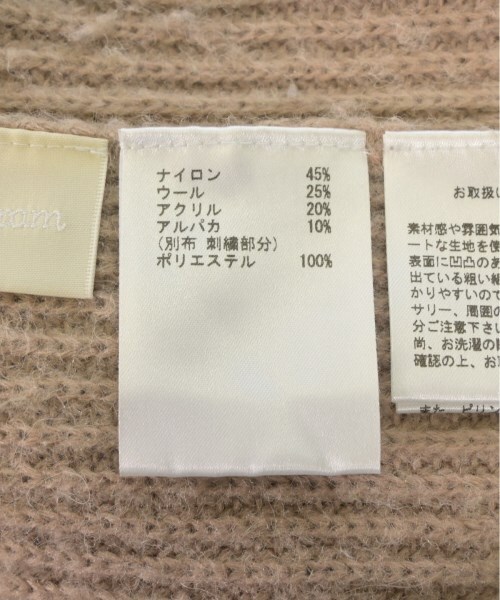 ナイロン 45%
ウール 25%
アクリル 20%
アルパカ 10%
(別布 刺繍部分)
ポリエステル 100%
お取扱い
素材感や雰囲気
ートな生地を使
表面に凹凸のあ
出ている粗い組
かりやすいので
サリー、周囲の
分ご注意下さい
尚、お洗濯の際
確認の上、お取